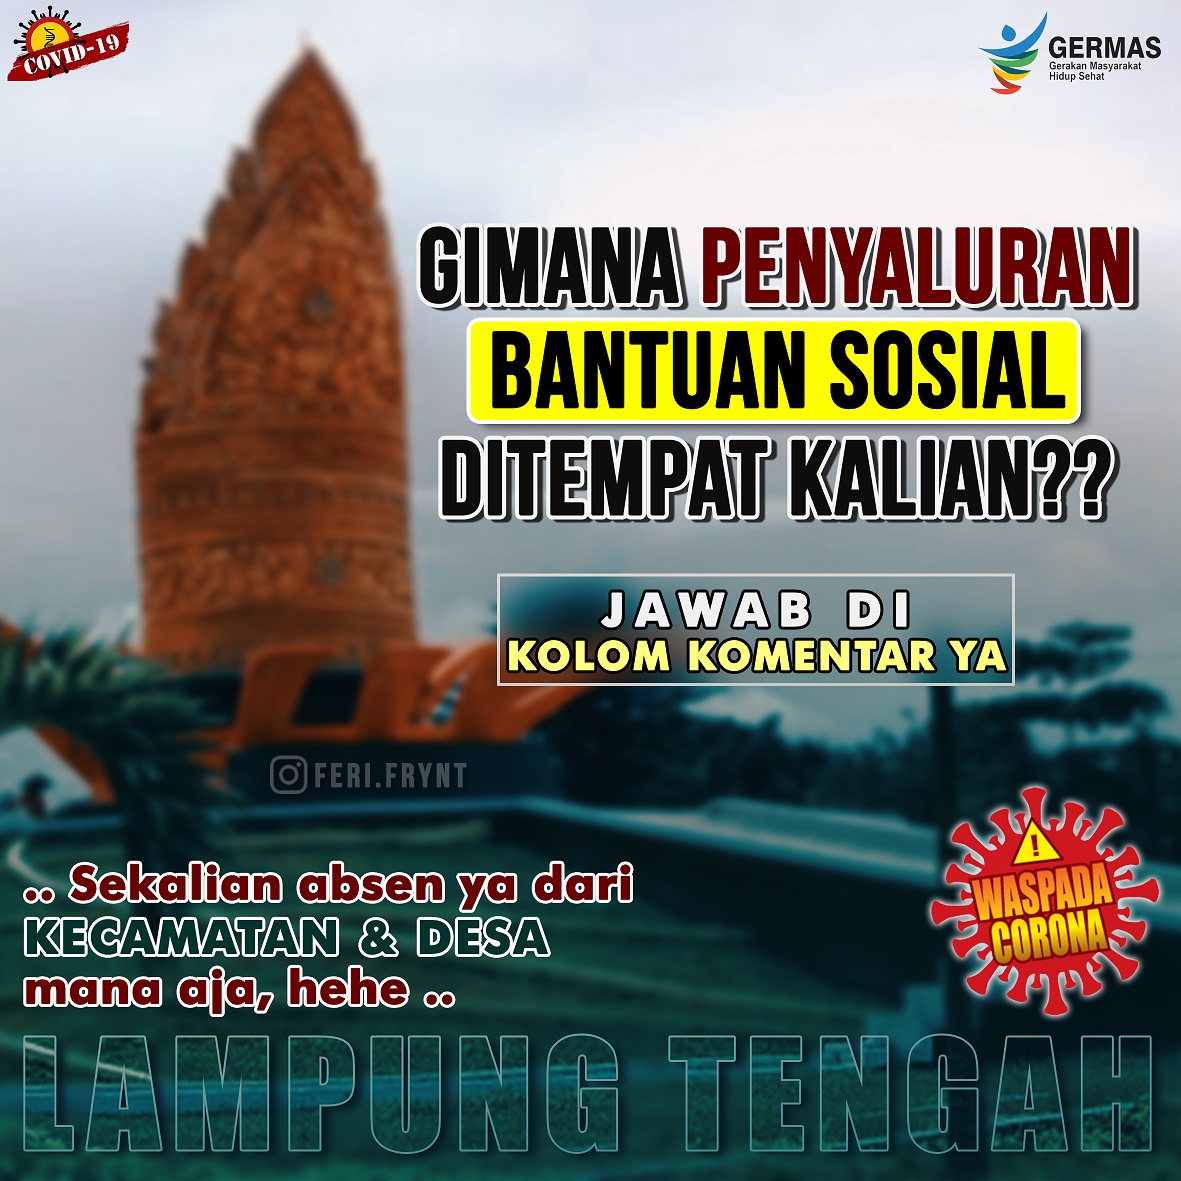 COVID-19
GERMAS
Gerakan Masyarakat
Hidup Sehat
GIMANA PENYALURAN
BANTUAN SOSIAL
DITEMPAT KALIAN??
JAWAB DI
KOLOM KOMENTAR YA
FERI.FRYNT
.. Sekalian absen ya dari
KECAMATAN & DESA
mana aja, hehe ..
!
WASPADA
CORONA
LAMPUNG TENGAH